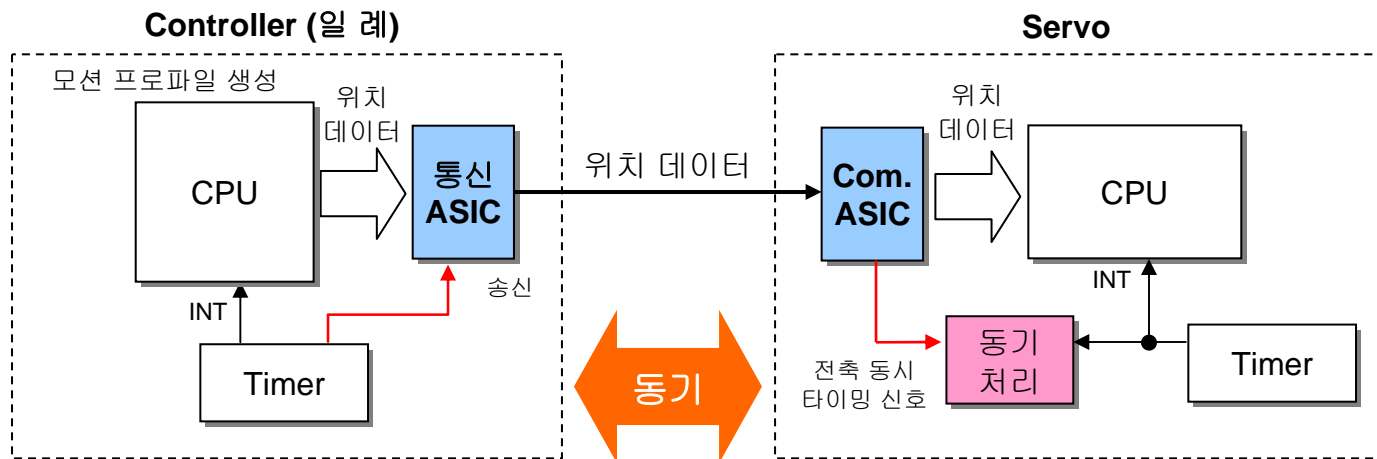 Controller (일 례)
모션 프로파일 생성
CPU
위치
데이터
통신
ASIC
송신
INT
Timer
위치 데이터
동기
Servo
Com.
ASIC
위치
데이터
CPU
INT
전축 동시
타이밍 신호
동기
처리
Timer